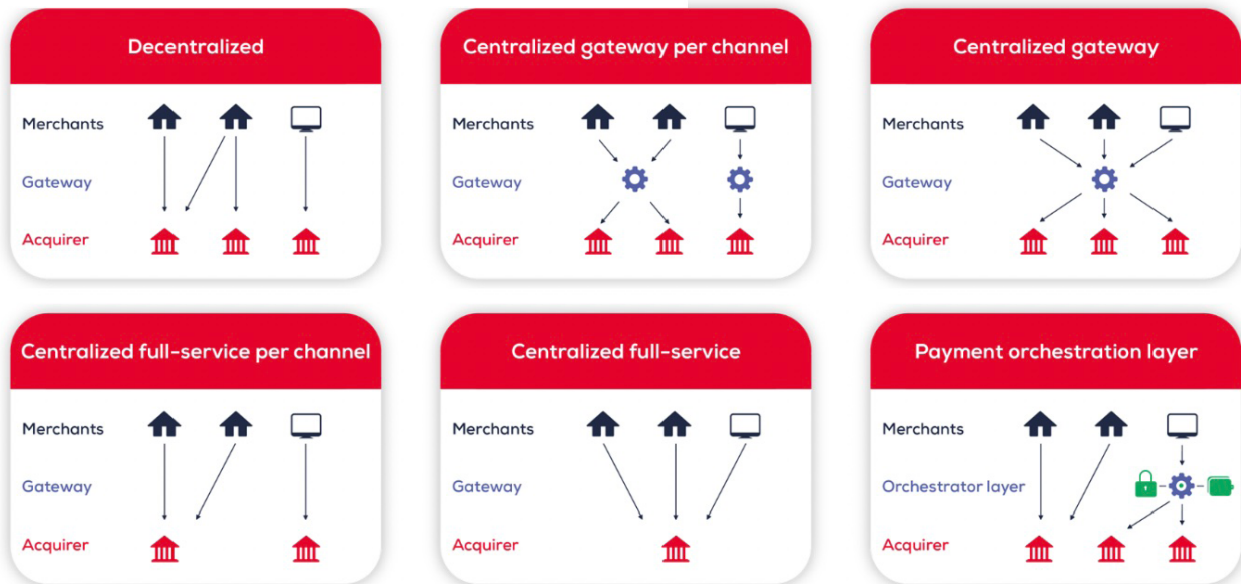 Decentralized
Merchants
Gateway
Acquirer
Centralized gateway per channel
Merchants
Gateway
Acquirer
Centralized gateway
Merchants
Gateway
Acquirer
Centralized full-service per channel
Merchants
Gateway
Acquirer
Centralized full-service
Merchants
Gateway
Acquirer
Payment orchestration layer
Merchants
Orchestrator layer
Acquirer